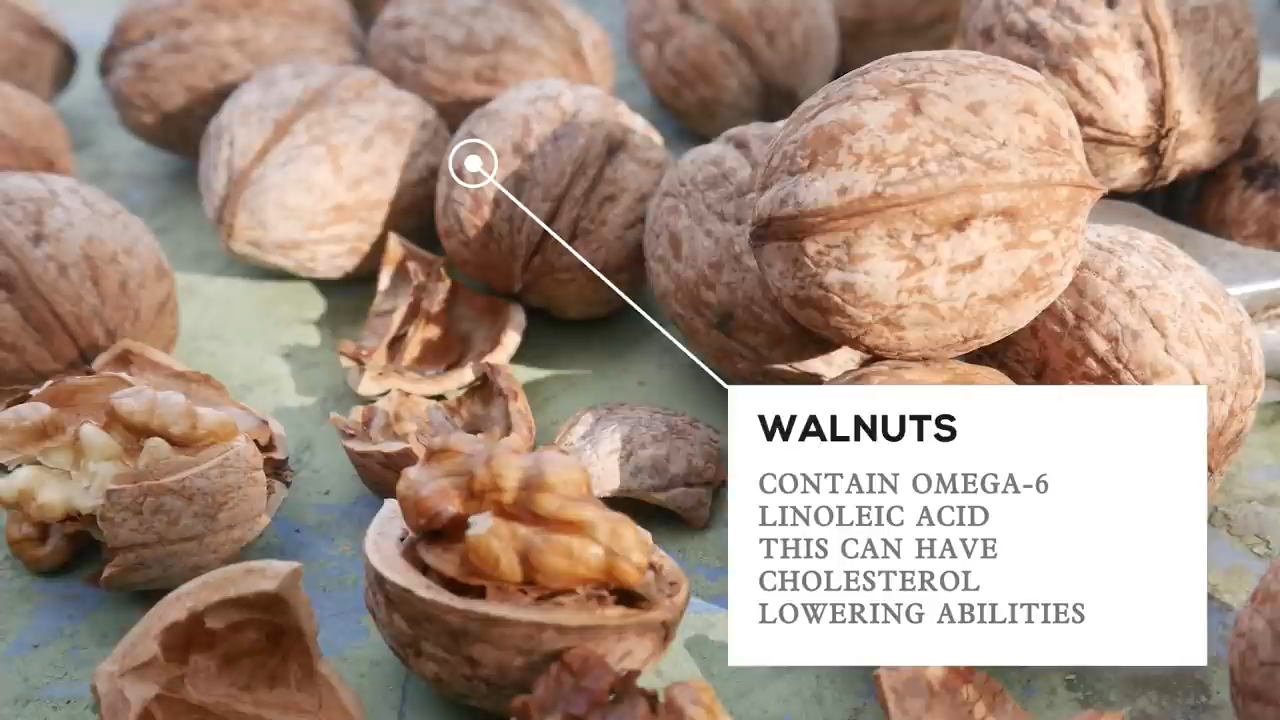 WALNUTS
CONTAIN OMEGA-6
LINOLEIC ACID
THIS CAN HAVE
CHOLESTEROL
LOWERING ABILITIES